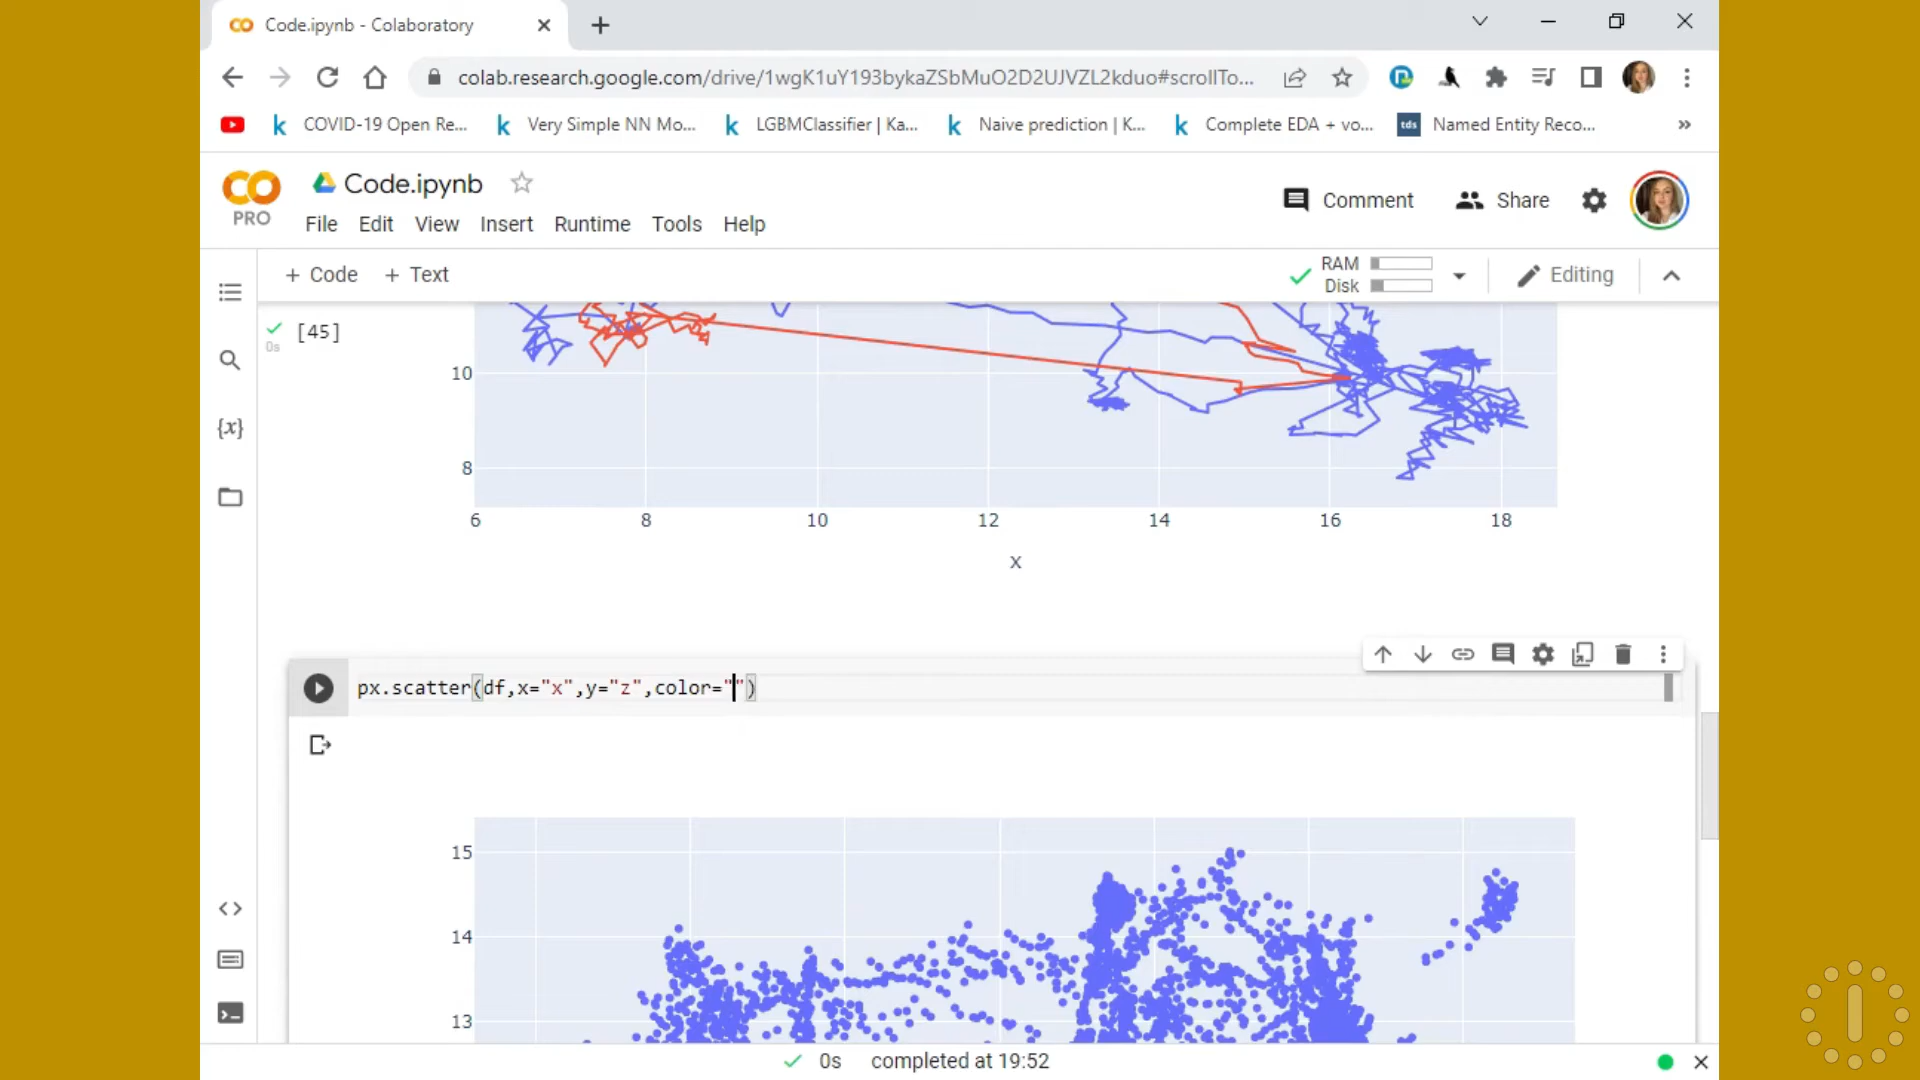 Code.ipynb - Colaboratory
colab.research.google.com/drive/1wgK1uY193bykaZSbMuO2D2UJVZL2kduo#scrollTo...
COVID-19 Open Re... k Very Simple NN Mo... k LGBMClassifier | Ka... k Naive prediction | K... k Complete EDA + vo... tds Named Entity Reco... »
CO PRO
Code.ipynb
Comment Share
File Edit View Insert Runtime Tools Help
+ Code + Text
RAM
Disk
Editing
[45]
0s
10
8
6 8 10 12 14 16 18
x
px.scatter(df,x="x",y="z",color="")
{x}
15
14
13
0s completed at 19:52